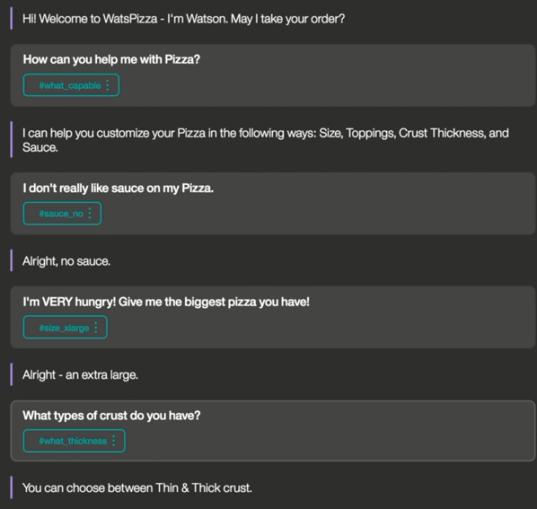 Hi! Welcome to WatsPizza - I'm Watson. May I take your order?
How can you help me with Pizza?
#what_capable
I can help you customize your Pizza in the following ways: Size, Toppings, Crust Thickness, and
Sauce.
I don't really like sauce on my Pizza.
#sauce_no
Alright, no sauce.
I'm VERY hungry! Give me the biggest pizza you have!
#size_xlarge
Alright - an extra large.
What types of crust do you have?
#what_thickness
You can choose between Thin & Thick crust.